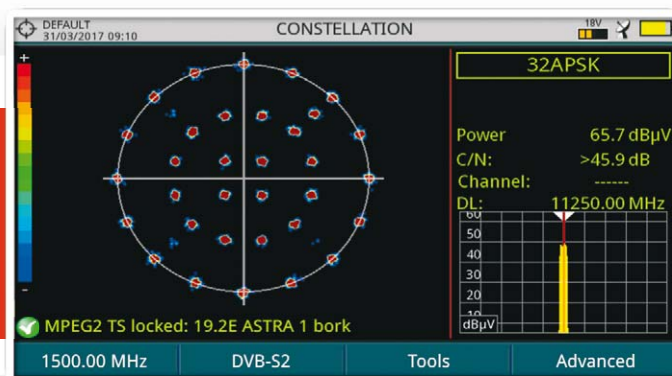 DEFAULT
31/03/2017 09:10
CONSTELLATION
18V
+
-
32APSK
Power 65.7 dBµV
C/N: >45.9 dB
Channel: ------
DL: 11250.00 MHz
60
50
40
30
20
10
dBµV
MPEG2 TS locked: 19.2E ASTRA 1 bork
1500.00 MHz DVB-S2 Tools Advanced